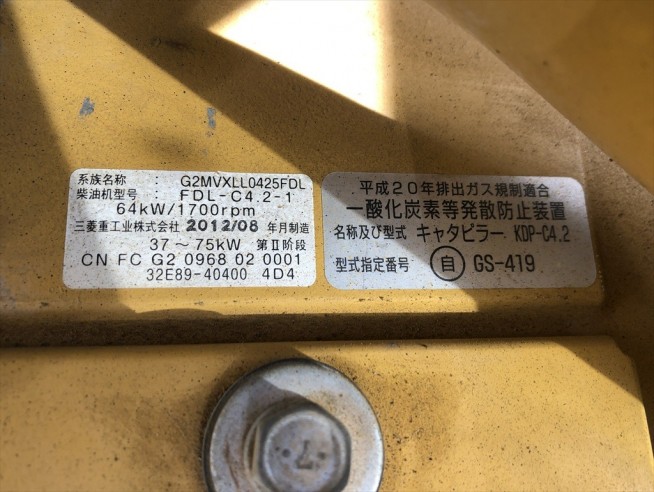 系族名称 : G2MVXLL0425FDL
柴油机型号 : FDL-C4.2-1
64kW/1700rpm
三菱重工业株式会社 2012/08 年月制造
37～75kW 第Ⅱ阶段
CN FC G2 0968 02 0001
32E89-40400 4D4
平成20年排出ガス規制適合
一酸化炭素等発散防止装置
名称及び型式 キャタピラー KDP-C4.2
型式指定番号 自 GS-419
7